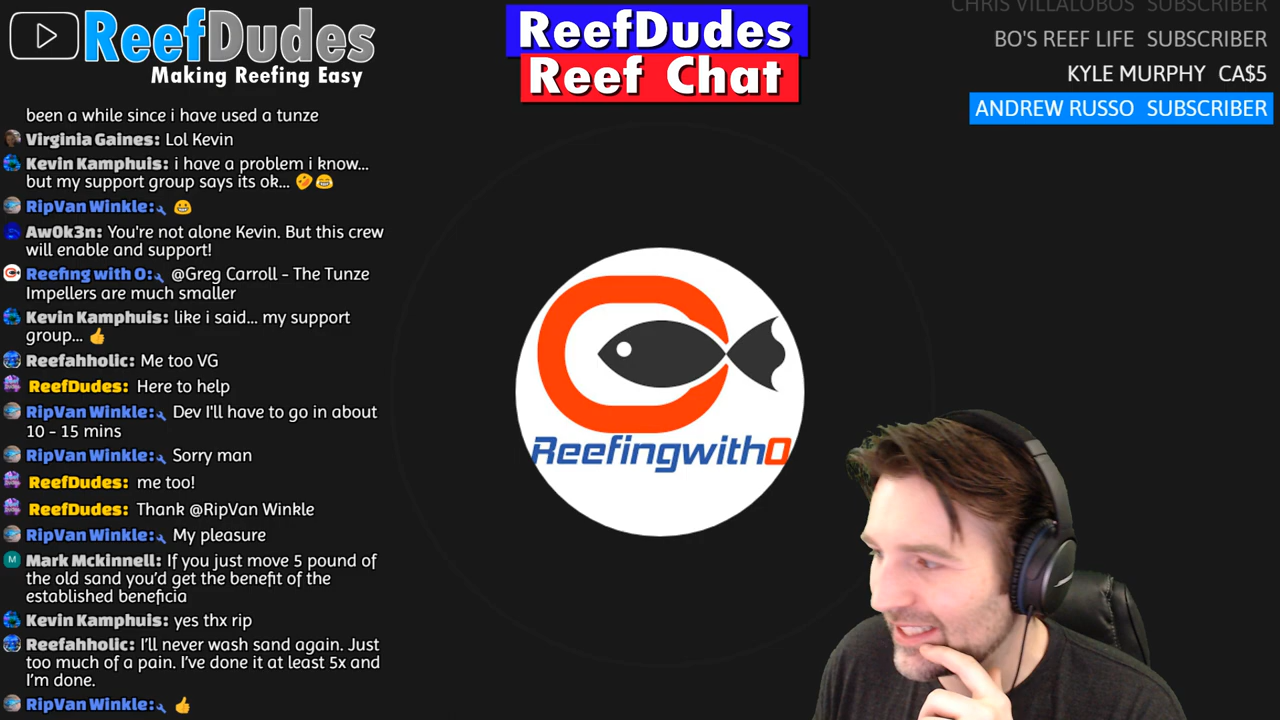 ReefDudes
Making Reefing Easy
ReefDudes
Reef Chat
CHRIS VILLALOBOS SUBSCRIBER
BO'S REEF LIFE SUBSCRIBER
KYLE MURPHY CA$5
ANDREW RUSSO SUBSCRIBER
been a while since i have used a tunze
Virginia Gaines: Lol Kevin
Kevin Kamphuis: i have a problem i know...
but my support group says its ok... 🤣😂
RipVan Winkle: 😀
Aw0k3n: You're not alone Kevin. But this crew
will enable and support!
Reefing with O: @Greg Carroll - The Tunze
Impellers are much smaller
Kevin Kamphuis: like i said... my support
group... 👍
Reefahholic: Me too VG
ReefDudes: Here to help
RipVan Winkle: Dev I'll have to go in about
10 - 15 mins
RipVan Winkle: Sorry man
ReefDudes: me too!
ReefDudes: Thank @RipVan Winkle
RipVan Winkle: My pleasure
M Mark Mckinnell: If you just move 5 pound of
the old sand you'd get the benefit of the
established beneficia
Kevin Kamphuis: yes thx rip
Reefahholic: I'll never wash sand again. Just
too much of a pain. I've done it at least 5x and
I'm done.
RipVan Winkle: 👍
ReefingwithO